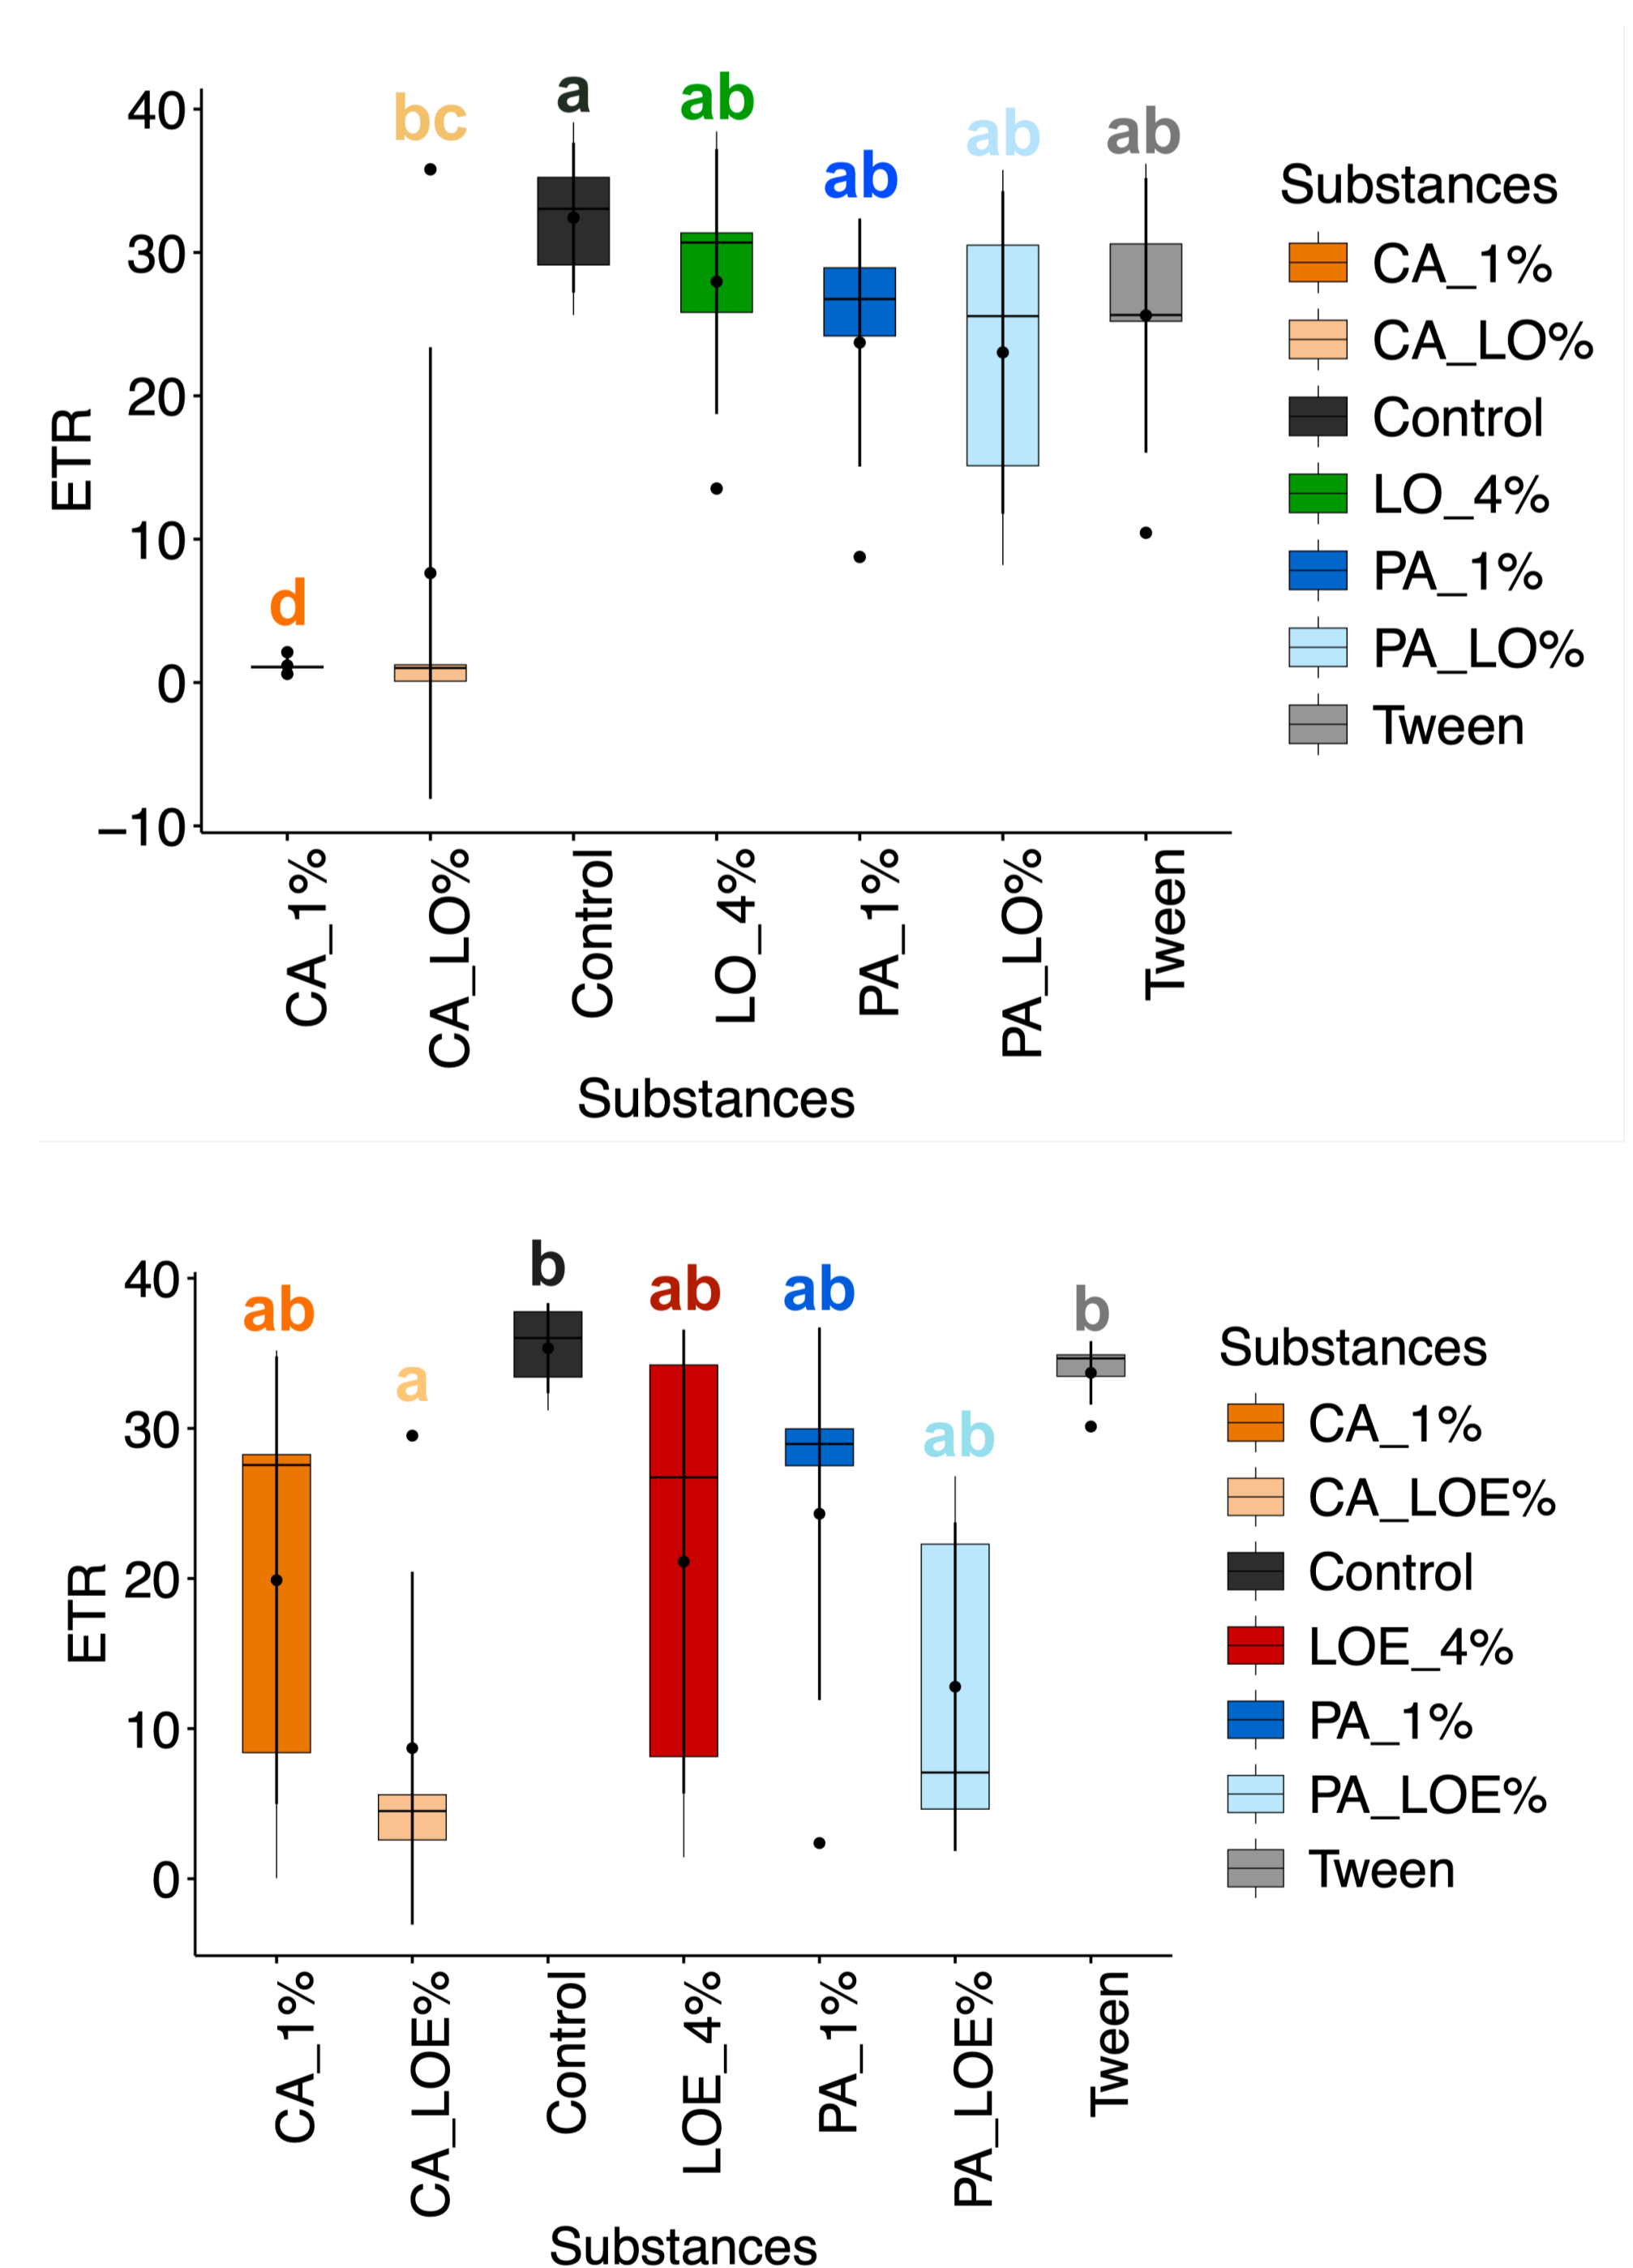 a
ab
bc
ab
ab
ab
d
40
30
20
10
0
−10
ETR
CA_1%
CA_LO%
Control
LO_4%
PA_1%
PA_LO%
Tween
Substances
Substances
CA_1%
CA_LO%
Control
LO_4%
PA_1%
PA_LO%
Tween
b
ab
ab
ab
b
a
ab
40
30
20
10
0
ETR
CA_1%
CA_LOE%
Control
LOE_4%
PA_1%
PA_LOE%
Tween
Substances
Substances
CA_1%
CA_LOE%
Control
LOE_4%
PA_1%
PA_LOE%
Tween